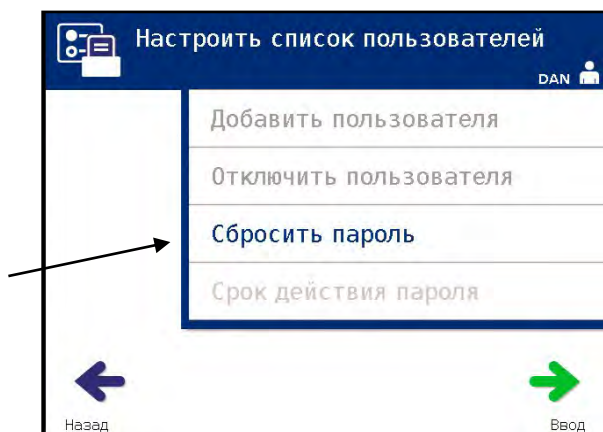 Настроить список пользователей
DAN
Добавить пользователя
Отключить пользователя
Сбросить пароль
Срок действия пароля
Назад
Ввод